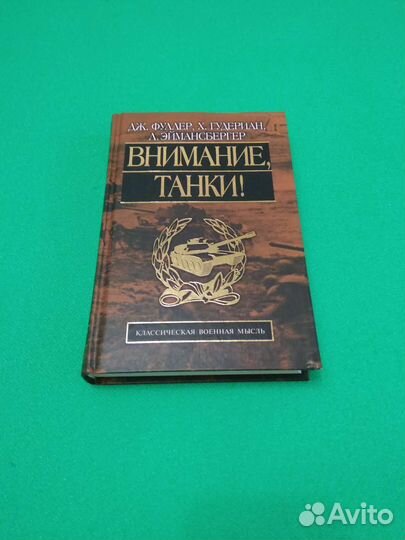 ДЖ. ФУЛЛЕР, Х. ГУДЕРИАН,
Л. ЭЙМАНСБЕРГЕР
ВНИМАНИЕ,
ТАНКИ!
КЛАССИЧЕСКАЯ ВОЕННАЯ МЫСЛЬ
Avito